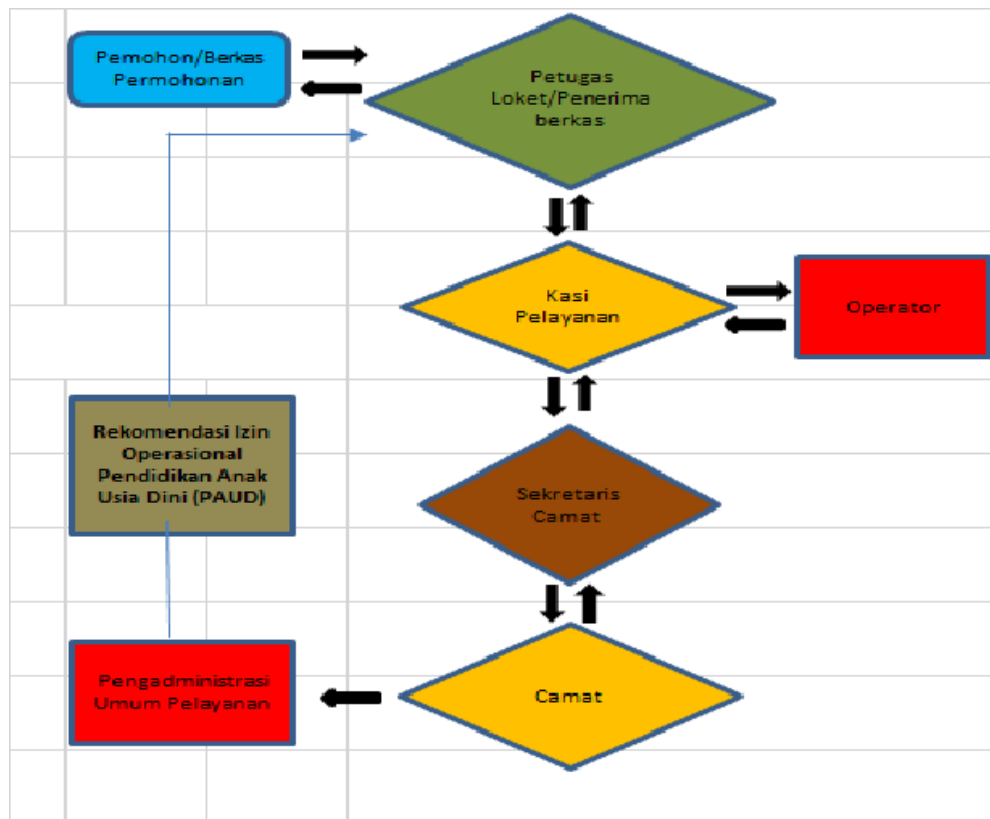 Pemohon/Berkas
Permohonan
Petugas
Loket/Penerima
berkas
Kasi
Pelayanan
Operator
Rekomendasi Izin
Operasional
Pendidikan Anak
Usia Dini (PAUD)
Sekretaris
Camat
Pengadministrasi
Umum Pelayanan
Camat